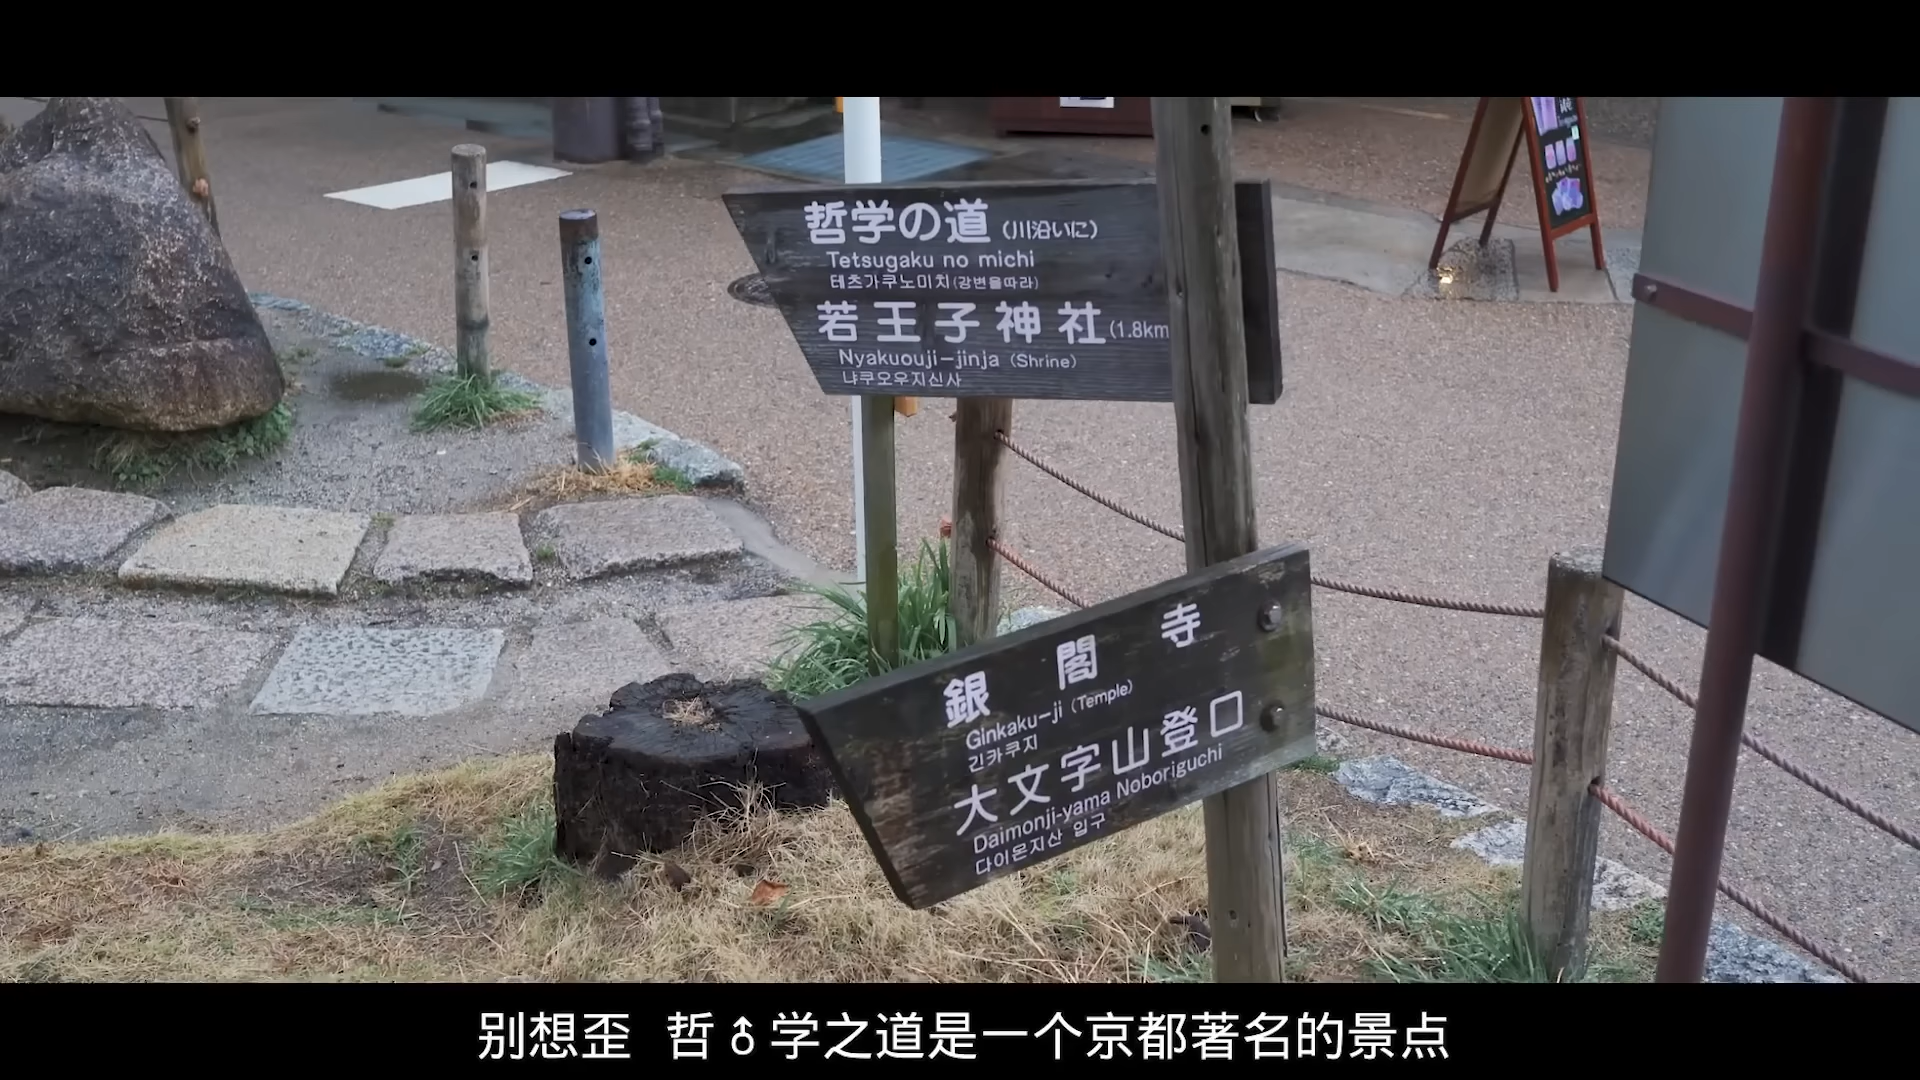 哲学の道(川沿いに)
Tetsugaku no michi
테츠가쿠노미치(강변을따라)
若王子神社(1.8km
Nyakuouji-jinja (Shrine)
냐쿠오우지신사
銀閣寺
Ginkaku-ji (Temple)
긴카쿠지
大文字山登口
Daimonji-yama Noboriguchi
다이몬지산 입구
别想歪 哲♂学之道是一个京都著名的景点